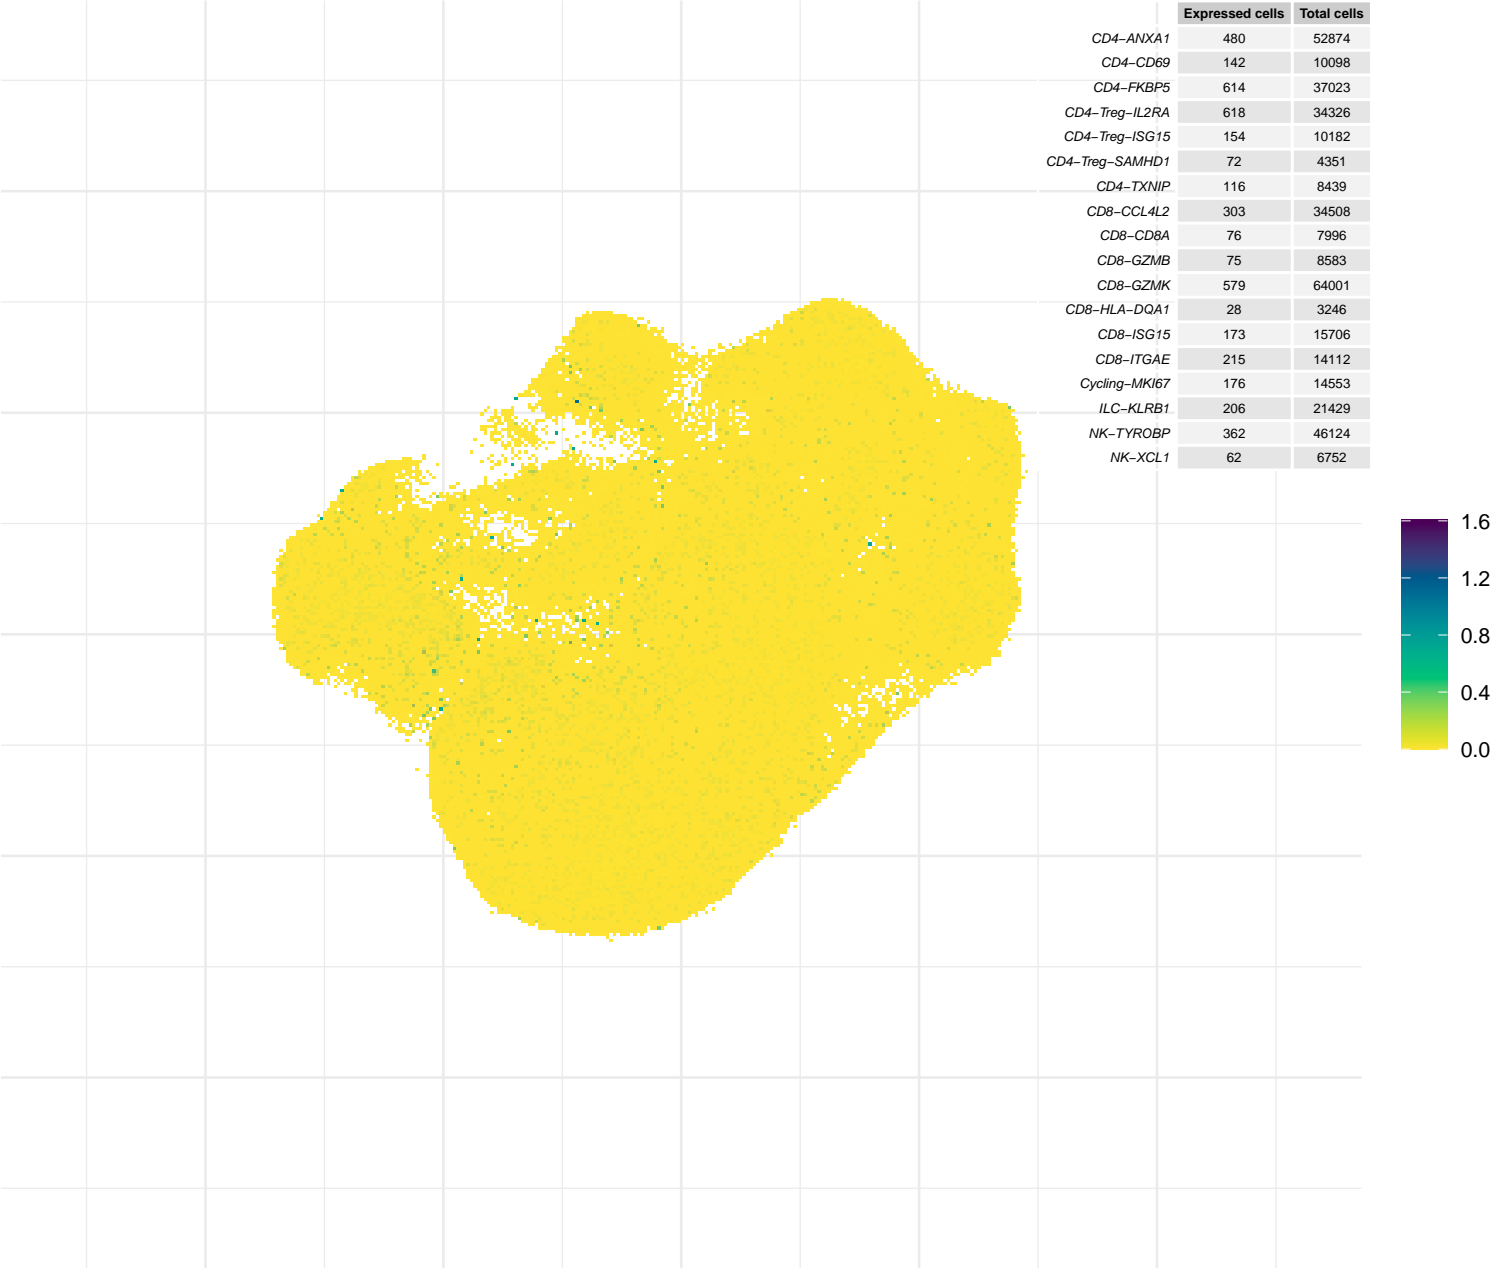 Expressed cells Total cells
CD4−ANXA1 480 52874
CD4−CD69 142 10098
CD4−FKBP5 614 37023
CD4−Treg−IL2RA 618 34326
CD4−Treg−ISG15 154 10182
CD4−Treg−SAMHD1 72 4351
CD4−TXNIP 116 8439
CD8−CCL4L2 303 34508
CD8−CD8A 76 7996
CD8−GZMB 75 8583
CD8−GZMK 579 64001
CD8−HLA−DQA1 28 3246
CD8−ISG15 173 15706
CD8−ITGAE 215 14112
Cycling−MKI67 176 14553
ILC−KLRB1 206 21429
NK−TYROBP 362 46124
NK−XCL1 62 6752
1.6
1.2
0.8
0.4
0.0